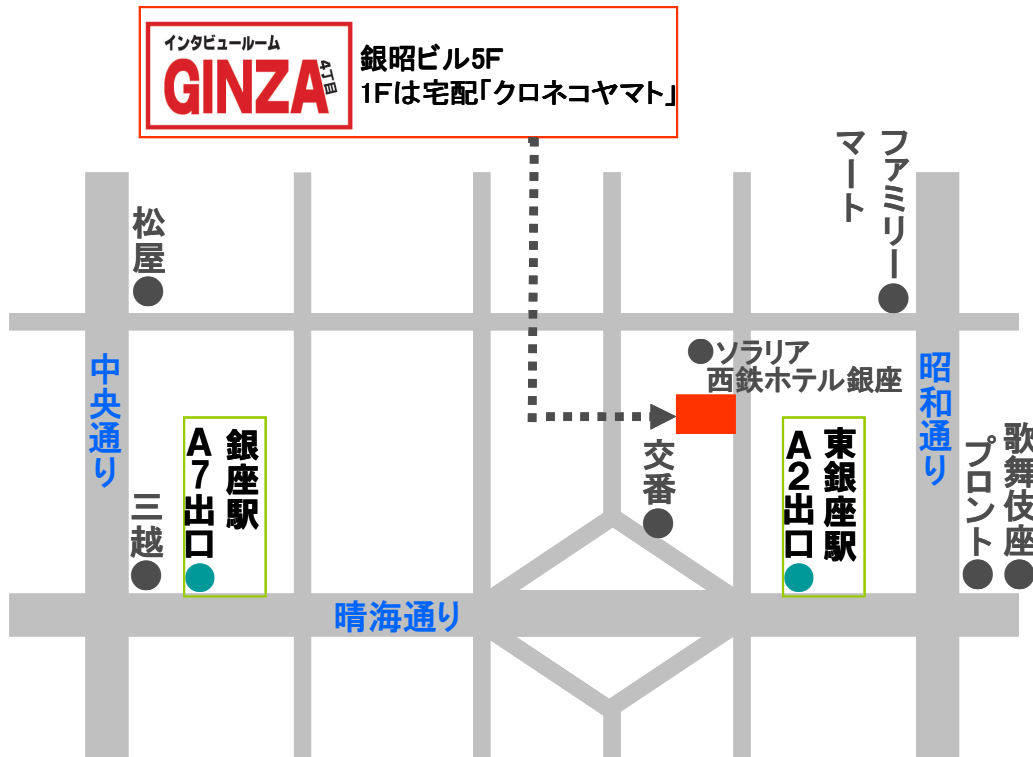 インタビュールーム
GINZA
4丁目
銀昭ビル5F
1Fは宅配「クロネコヤマト」
ファミリー
マート
松屋
ソラリア
西鉄ホテル銀座
中央通り
昭和通り
銀座駅
A7出口
交番
東銀座駅
A2出口
歌舞伎座
プロント
三越
晴海通り